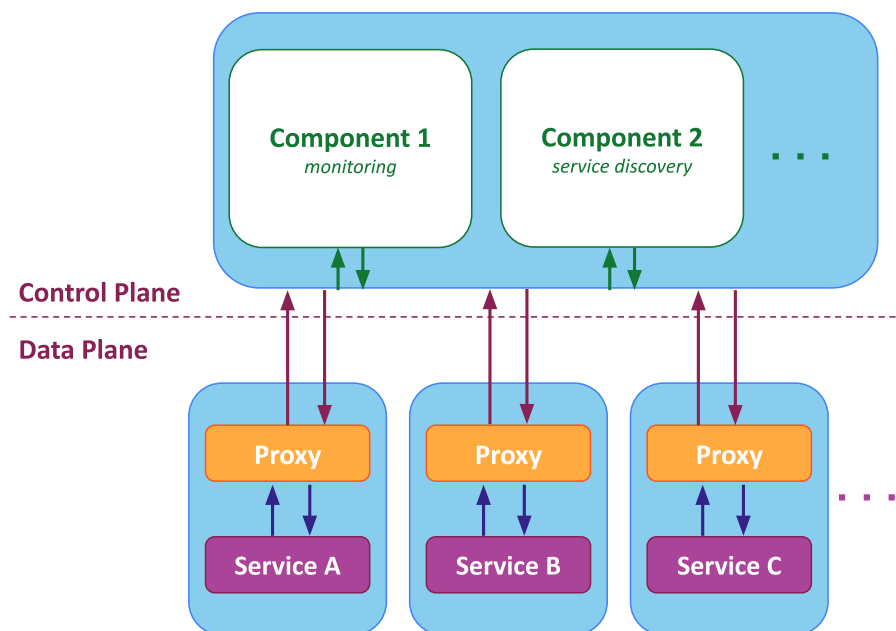 Component 1
monitoring
Component 2
service discovery
. . .
Control Plane
Data Plane
Proxy
Proxy
Proxy
Service A
Service B
Service C
. . .